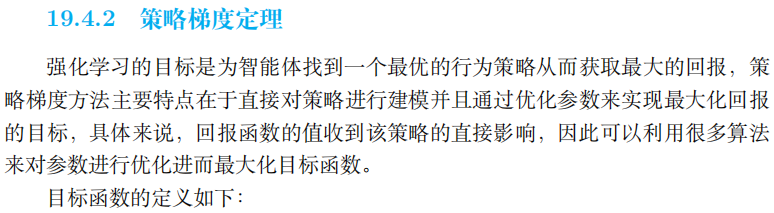 19.4.2 策略梯度定理
强化学习的目标是为智能体找到一个最优的行为策略从而获取最大的回报，策
略梯度方法主要特点在于直接对策略进行建模并且通过优化参数来实现最大化回报
的目标，具体来说，回报函数的值收到该策略的直接影响，因此可以利用很多算法
来对参数进行优化进而最大化目标函数。
目标函数的定义如下：